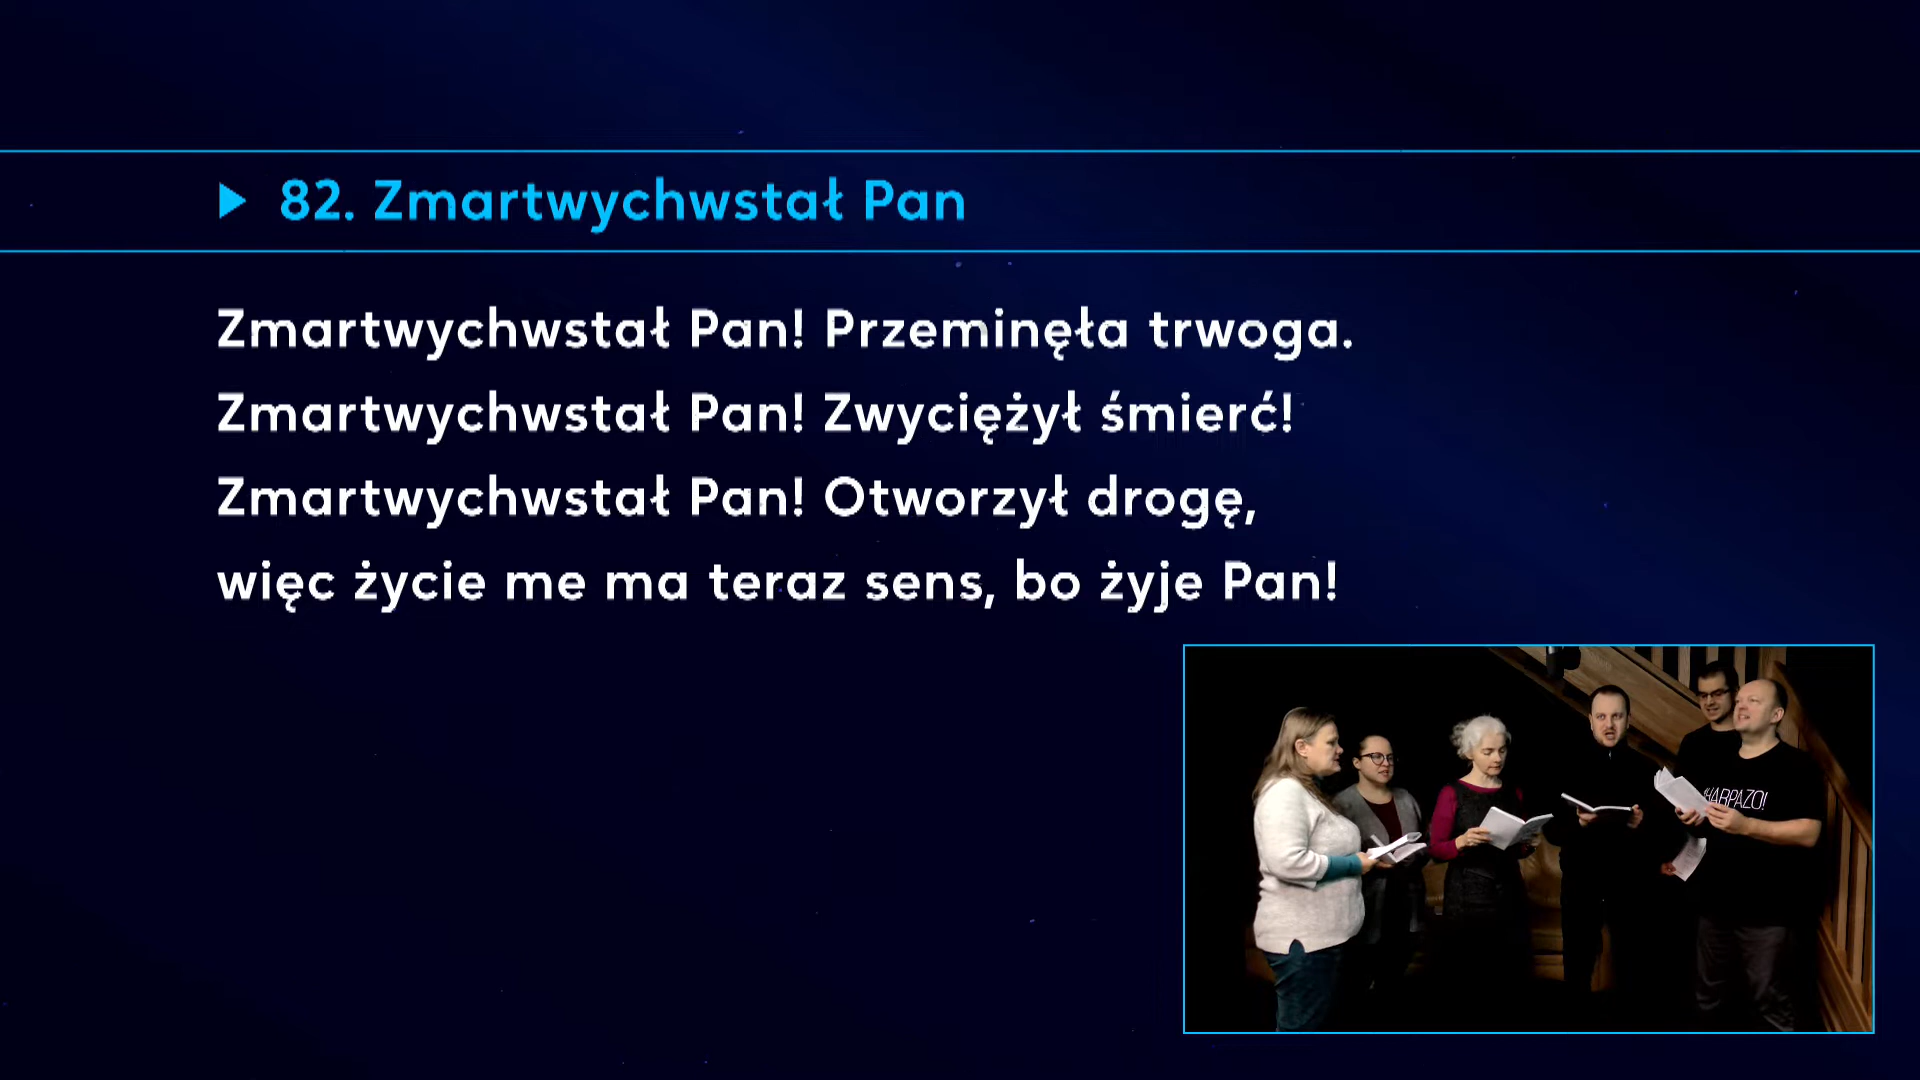 82. Zmartwychwstał Pan
Zmartwychwstał Pan! Przeminęła trwoga.
Zmartwychwstał Pan! Zwyciężył śmierć!
Zmartwychwstał Pan! Otworzył drogę,
więc życie me ma teraz sens, bo żyje Pan!
HARPAZO!